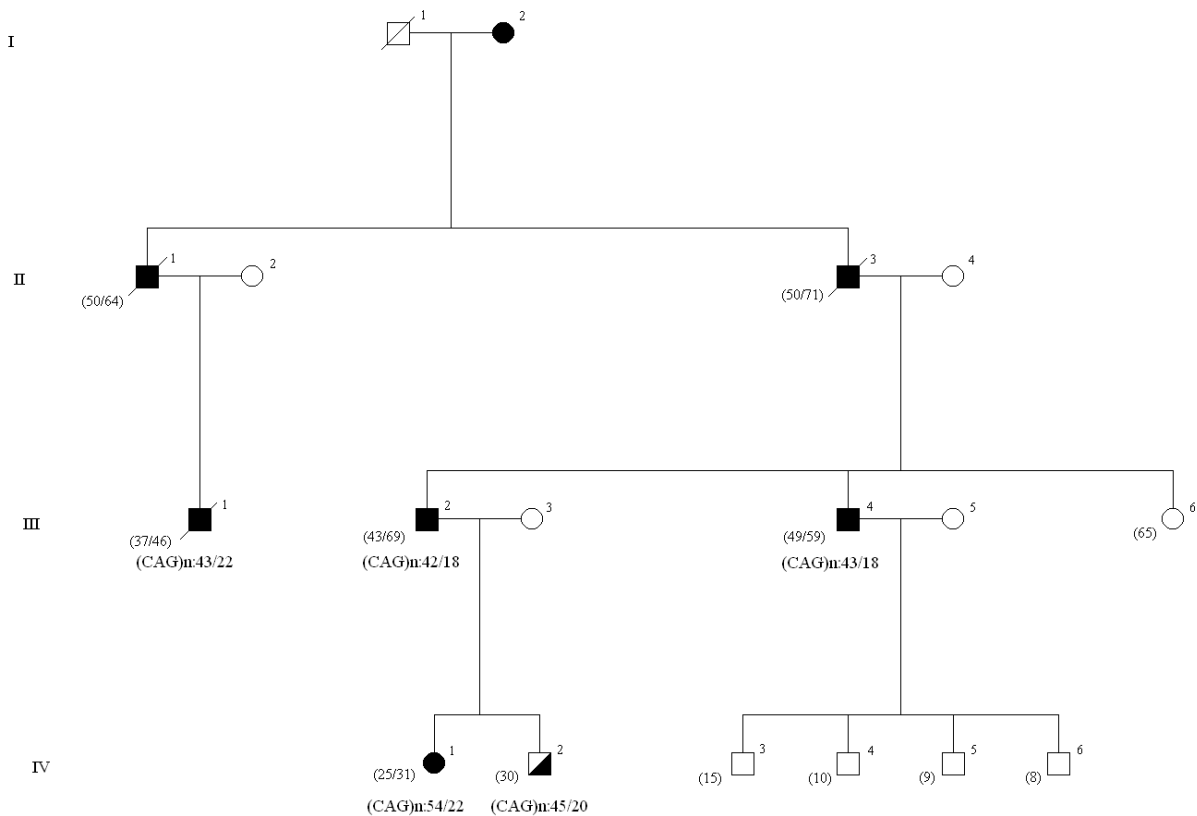 I
1 2
II
1 2 3 4
(50/64) (50/71)
III
1 2 3 4 5 6
(37/46) (43/69) (49/59) (65)
(CAG)n:43/22 (CAG)n:42/18 (CAG)n:43/18
IV
1 2 3 4 5 6
(25/31) (30) (15) (10) (9) (8)
(CAG)n:54/22 (CAG)n:45/20